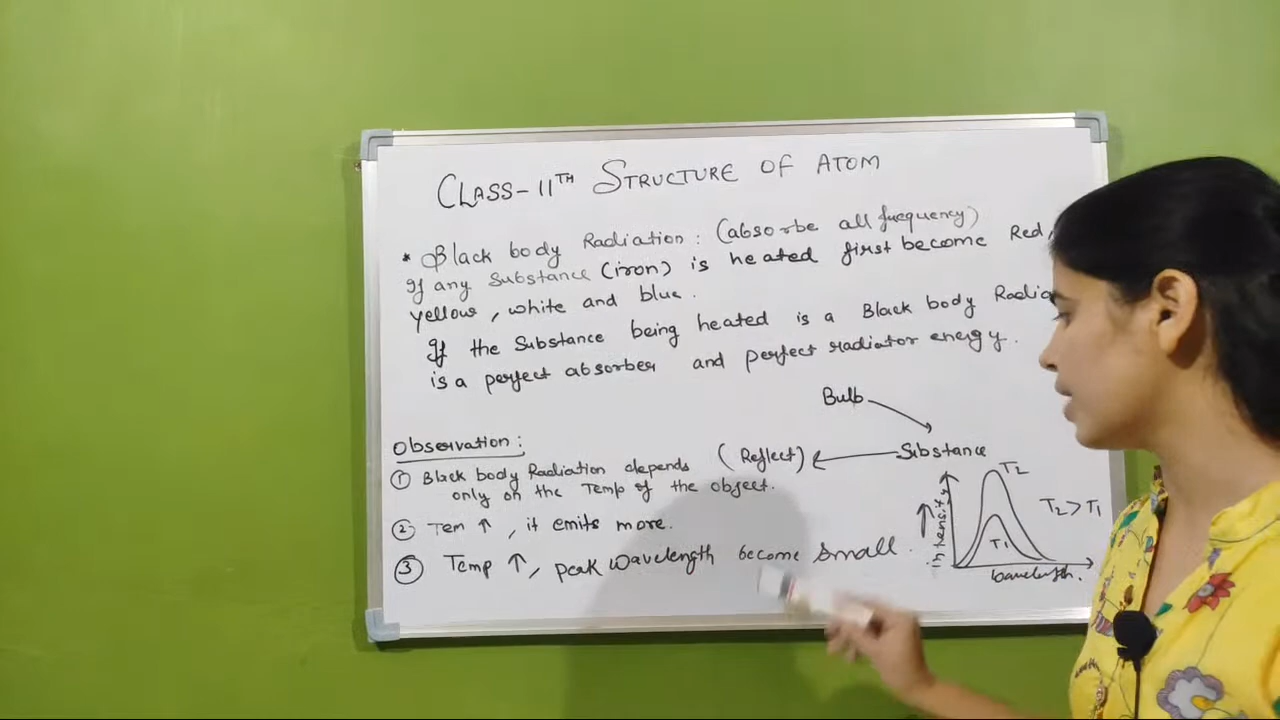 CLASS-11TH STRUCTURE OF ATOM
* Black body Radiation: (absorbe all frequency)
If any Substance (iron) is heated first become Red,
yellow, white and blue.
If the Substance being heated is a Black body
is a perfect absorber and perfect radiator energy.
Bulb
Substance
Observation:
① Black body Radiation depends (Reflect)
only on the Temp of the object.
② Tem ↑, it emits more.
③ Temp ↑, peak wavelength become small.
↑ intensity
T2
T1
T2 > T1
wavelength.